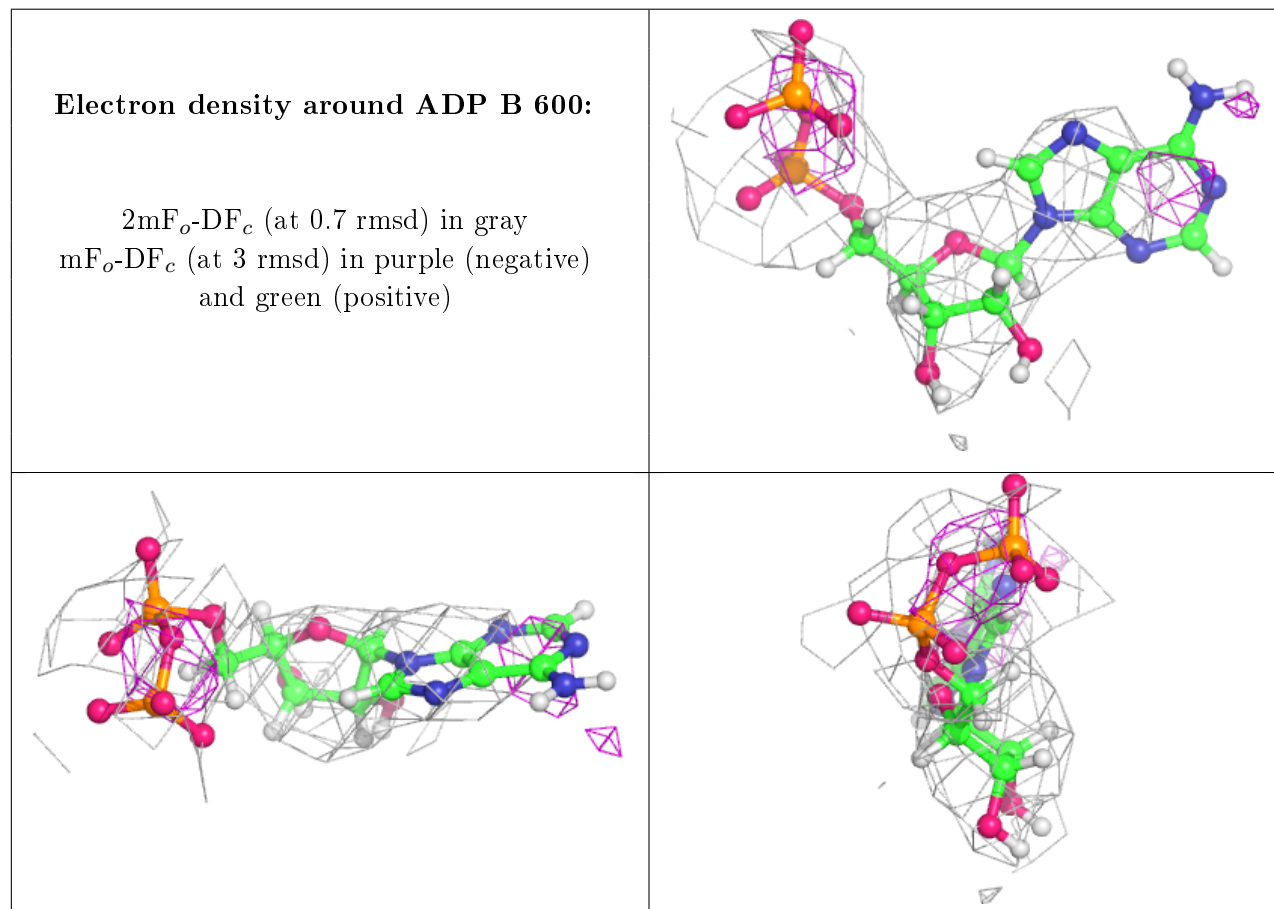 Electron density around ADP B 600:
2mFo-DFc (at 0.7 rmsd) in gray
mFo-DFc (at 3 rmsd) in purple (negative)
and green (positive)